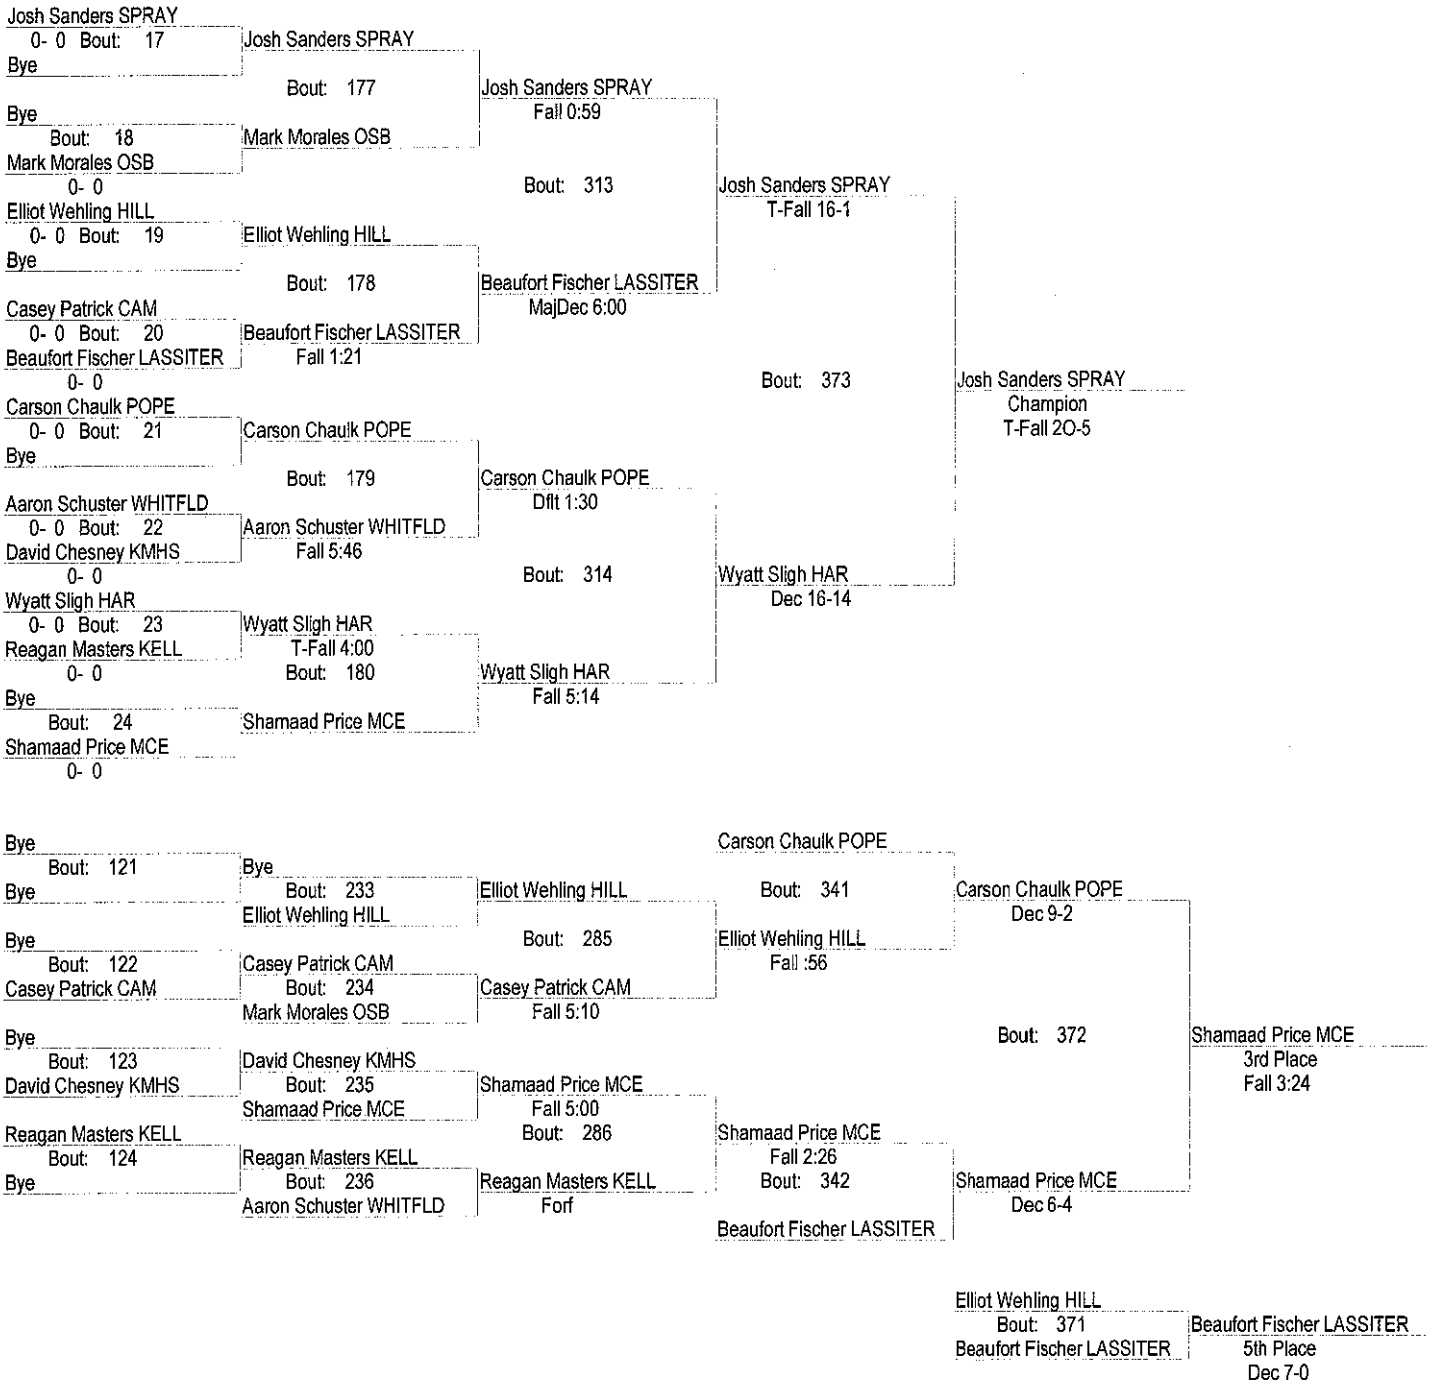 Josh Sanders SPRAY
0- 0 Bout: 17
Bye
Bye
Bout: 18
Mark Morales OSB
0- 0
Elliot Wehling HILL
0- 0 Bout: 19
Bye
Casey Patrick CAM
0- 0 Bout: 20
Beaufort Fischer LASSITER
0- 0
Carson Chaulk POPE
0- 0 Bout: 21
Bye
Aaron Schuster WHITFLD
0- 0 Bout: 22
David Chesney KMHS
0- 0
Wyatt Sligh HAR
0- 0 Bout: 23
Reagan Masters KELL
0- 0
Bye
Bout: 24
Shamaad Price MCE
0- 0
Josh Sanders SPRAY
Bout: 177
Mark Morales OSB
Elliot Wehling HILL
Bout: 178
Beaufort Fischer LASSITER
Fall 1:21
Carson Chaulk POPE
Bout: 179
Aaron Schuster WHITFLD
Fall 5:46
Wyatt Sligh HAR
T-Fall 4:00
Bout: 180
Shamaad Price MCE
Josh Sanders SPRAY
Fall 0:59
Bout: 313
Beaufort Fischer LASSITER
MajDec 6:00
Carson Chaulk POPE
Dflt 1:30
Bout: 314
Wyatt Sligh HAR
Fall 5:14
Josh Sanders SPRAY
T-Fall 16-1
Bout: 373
Wyatt Sligh HAR
Dec 16-14
Josh Sanders SPRAY
Champion
T-Fall 2O-5
Bye
Bout: 121
Bye
Bye
Bout: 122
Casey Patrick CAM
Bye
Bout: 123
David Chesney KMHS
Reagan Masters KELL
Bout: 124
Bye
Bye
Bout: 233
Elliot Wehling HILL
Casey Patrick CAM
Bout: 234
Mark Morales OSB
David Chesney KMHS
Bout: 235
Shamaad Price MCE
Reagan Masters KELL
Bout: 236
Aaron Schuster WHITFLD
Elliot Wehling HILL
Bout: 285
Casey Patrick CAM
Fall 5:10
Shamaad Price MCE
Fall 5:00
Bout: 286
Reagan Masters KELL
Forf
Carson Chaulk POPE
Bout: 341
Elliot Wehling HILL
Fall :56
Shamaad Price MCE
Fall 2:26
Bout: 342
Beaufort Fischer LASSITER
Carson Chaulk POPE
Dec 9-2
Bout: 372
Shamaad Price MCE
Dec 6-4
Shamaad Price MCE
3rd Place
Fall 3:24
Elliot Wehling HILL
Bout: 371
Beaufort Fischer LASSITER
Beaufort Fischer LASSITER
5th Place
Dec 7-0